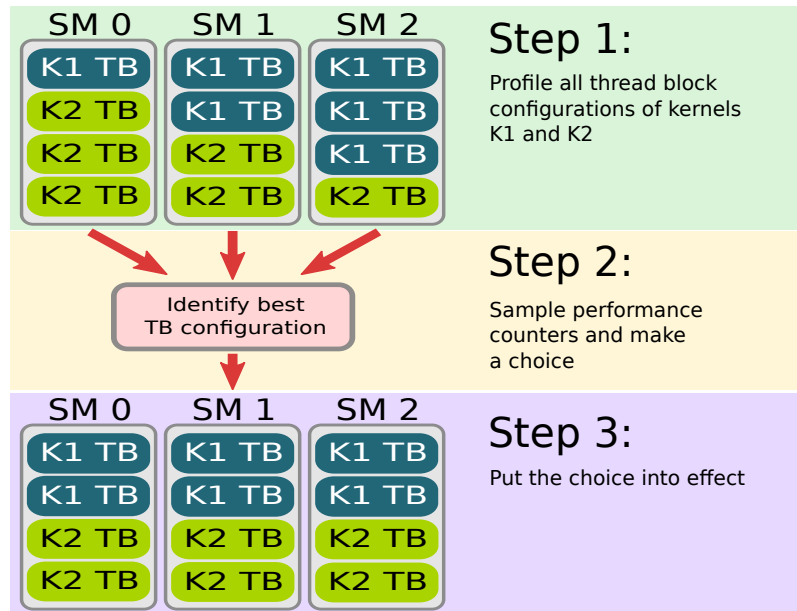 SM 0 SM 1 SM 2
K1 TB K1 TB K1 TB
K2 TB K1 TB K1 TB
K2 TB K2 TB K1 TB
K2 TB K2 TB K2 TB
Step 1:
Profile all thread block
configurations of kernels
K1 and K2
Identify best
TB configuration
Step 2:
Sample performance
counters and make
a choice
SM 0 SM 1 SM 2
K1 TB K1 TB K1 TB
K1 TB K1 TB K1 TB
K2 TB K2 TB K2 TB
K2 TB K2 TB K2 TB
Step 3:
Put the choice into effect